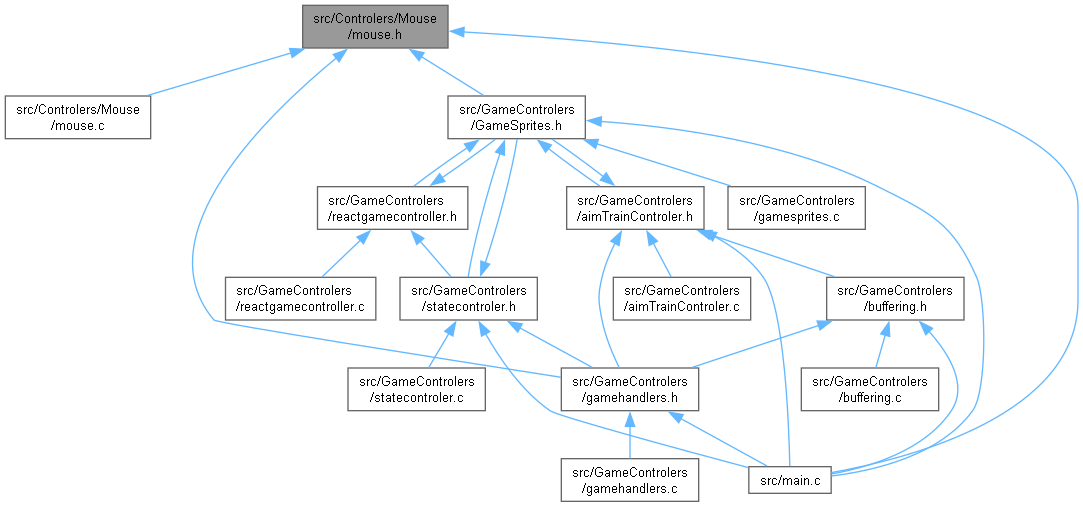 src/Controlers/Mouse
/mouse.h
src/Controlers/Mouse
/mouse.c
src/GameControlers
/GameSprites.h
src/GameControlers
/reactgamecontroller.h
src/GameControlers
/aimTrainControler.h
src/GameControlers
/gamesprites.c
src/GameControlers
/reactgamecontroller.c
src/GameControlers
/statecontroler.h
src/GameControlers
/aimTrainControler.c
src/GameControlers
/buffering.h
src/GameControlers
/statecontroler.c
src/GameControlers
/gamehandlers.h
src/GameControlers
/buffering.c
src/GameControlers
/gamehandlers.c
src/main.c